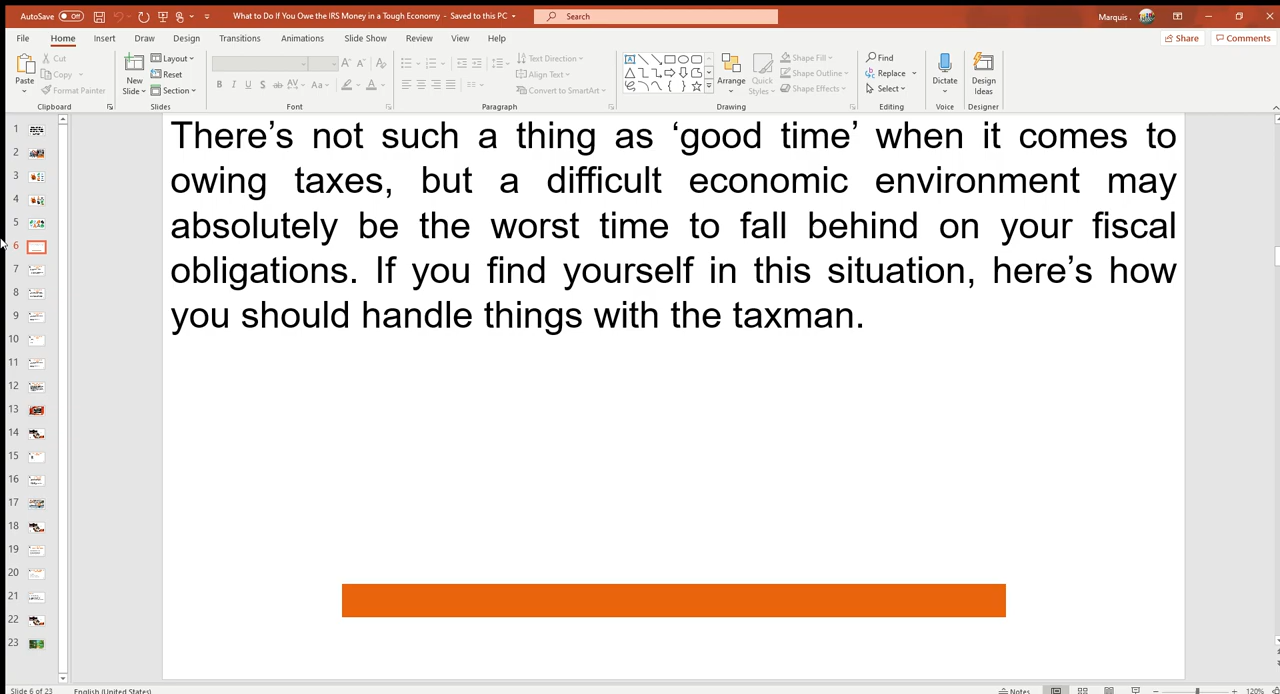 AutoSave Off What to Do If You Owe the IRS Money in a Tough Economy - Saved to this PC Search Marquis .
File Home Insert Draw Design Transitions Animations Slide Show Review View Help Share Comments
Paste Cut Copy Format Painter
New Slide Layout Reset Section
B I U S ab AV Aa A
Text Direction Align Text Convert to SmartArt
Arrange Quick Styles Shape Fill Shape Outline Shape Effects
Find Replace Select
Dictate Design Ideas
Clipboard Slides Font Paragraph Drawing Editing Voice Designer
1
2
3
4
5
6
7
8
9
10
11
12
13
14
15
16
17
18
19
20
21
22
23
There’s not such a thing as ‘good time’ when it comes to
owing taxes, but a difficult economic environment may
absolutely be the worst time to fall behind on your fiscal
obligations. If you find yourself in this situation, here’s how
you should handle things with the taxman.
Slide 6 of 23 English (United States) Notes 120%